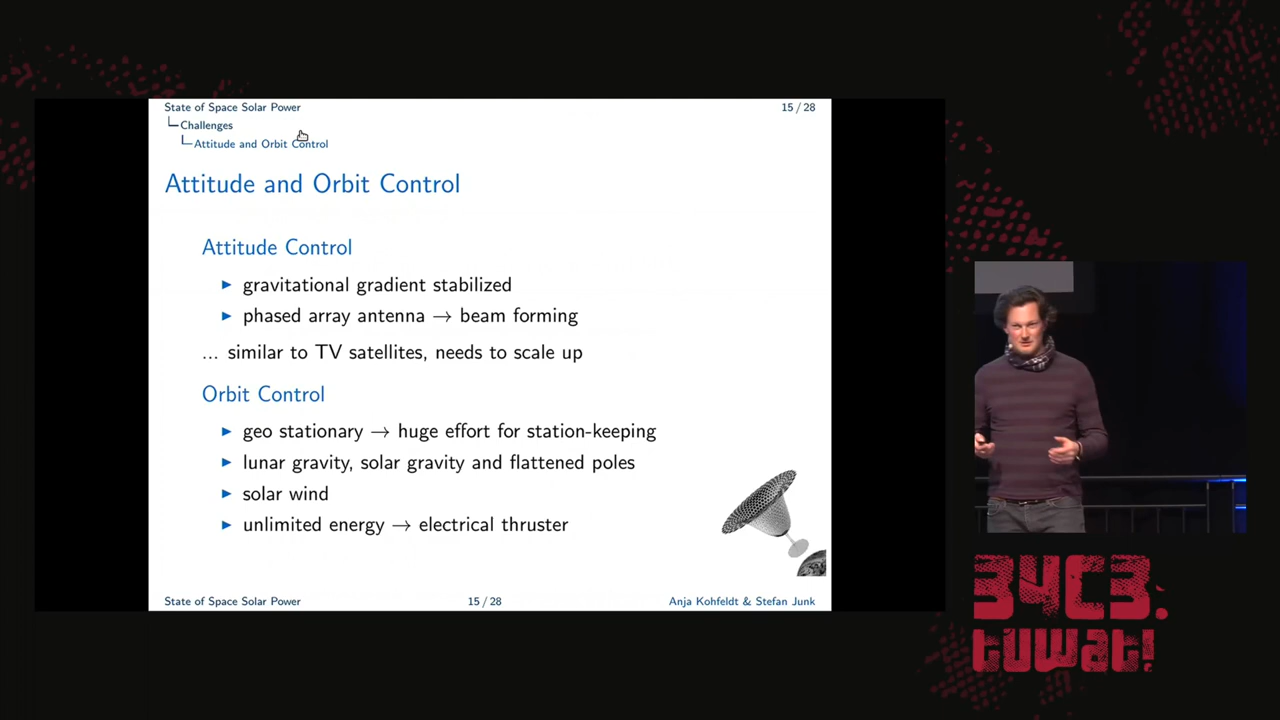 State of Space Solar Power
15 / 28
Challenges
Attitude and Orbit Control
Attitude and Orbit Control
Attitude Control
▶ gravitational gradient stabilized
▶ phased array antenna → beam forming
... similar to TV satellites, needs to scale up
Orbit Control
▶ geo stationary → huge effort for station-keeping
▶ lunar gravity, solar gravity and flattened poles
▶ solar wind
▶ unlimited energy → electrical thruster
State of Space Solar Power
15 / 28
Anja Kohfeldt & Stefan Junk
34C3.
tuwat!